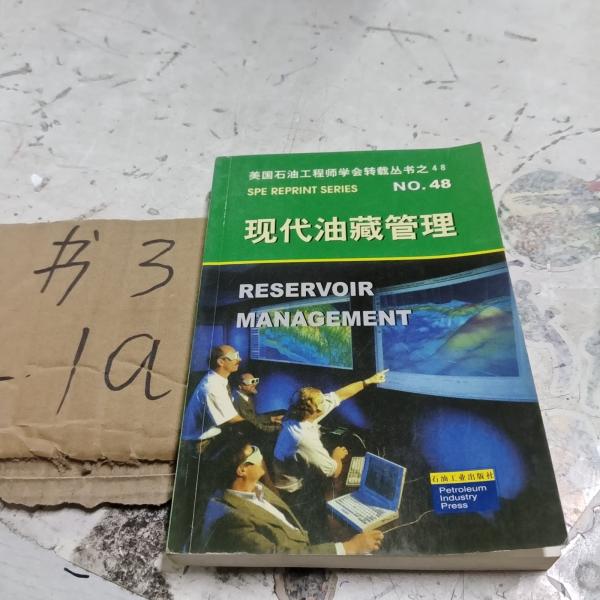 美国石油工程师学会转载丛书之48
SPE REPRINT SERIES
NO.48
现代油藏管理
RESERVOIR
MANAGEMENT
石油工业出版社
Petroleum
Industry
Press
书3
1a